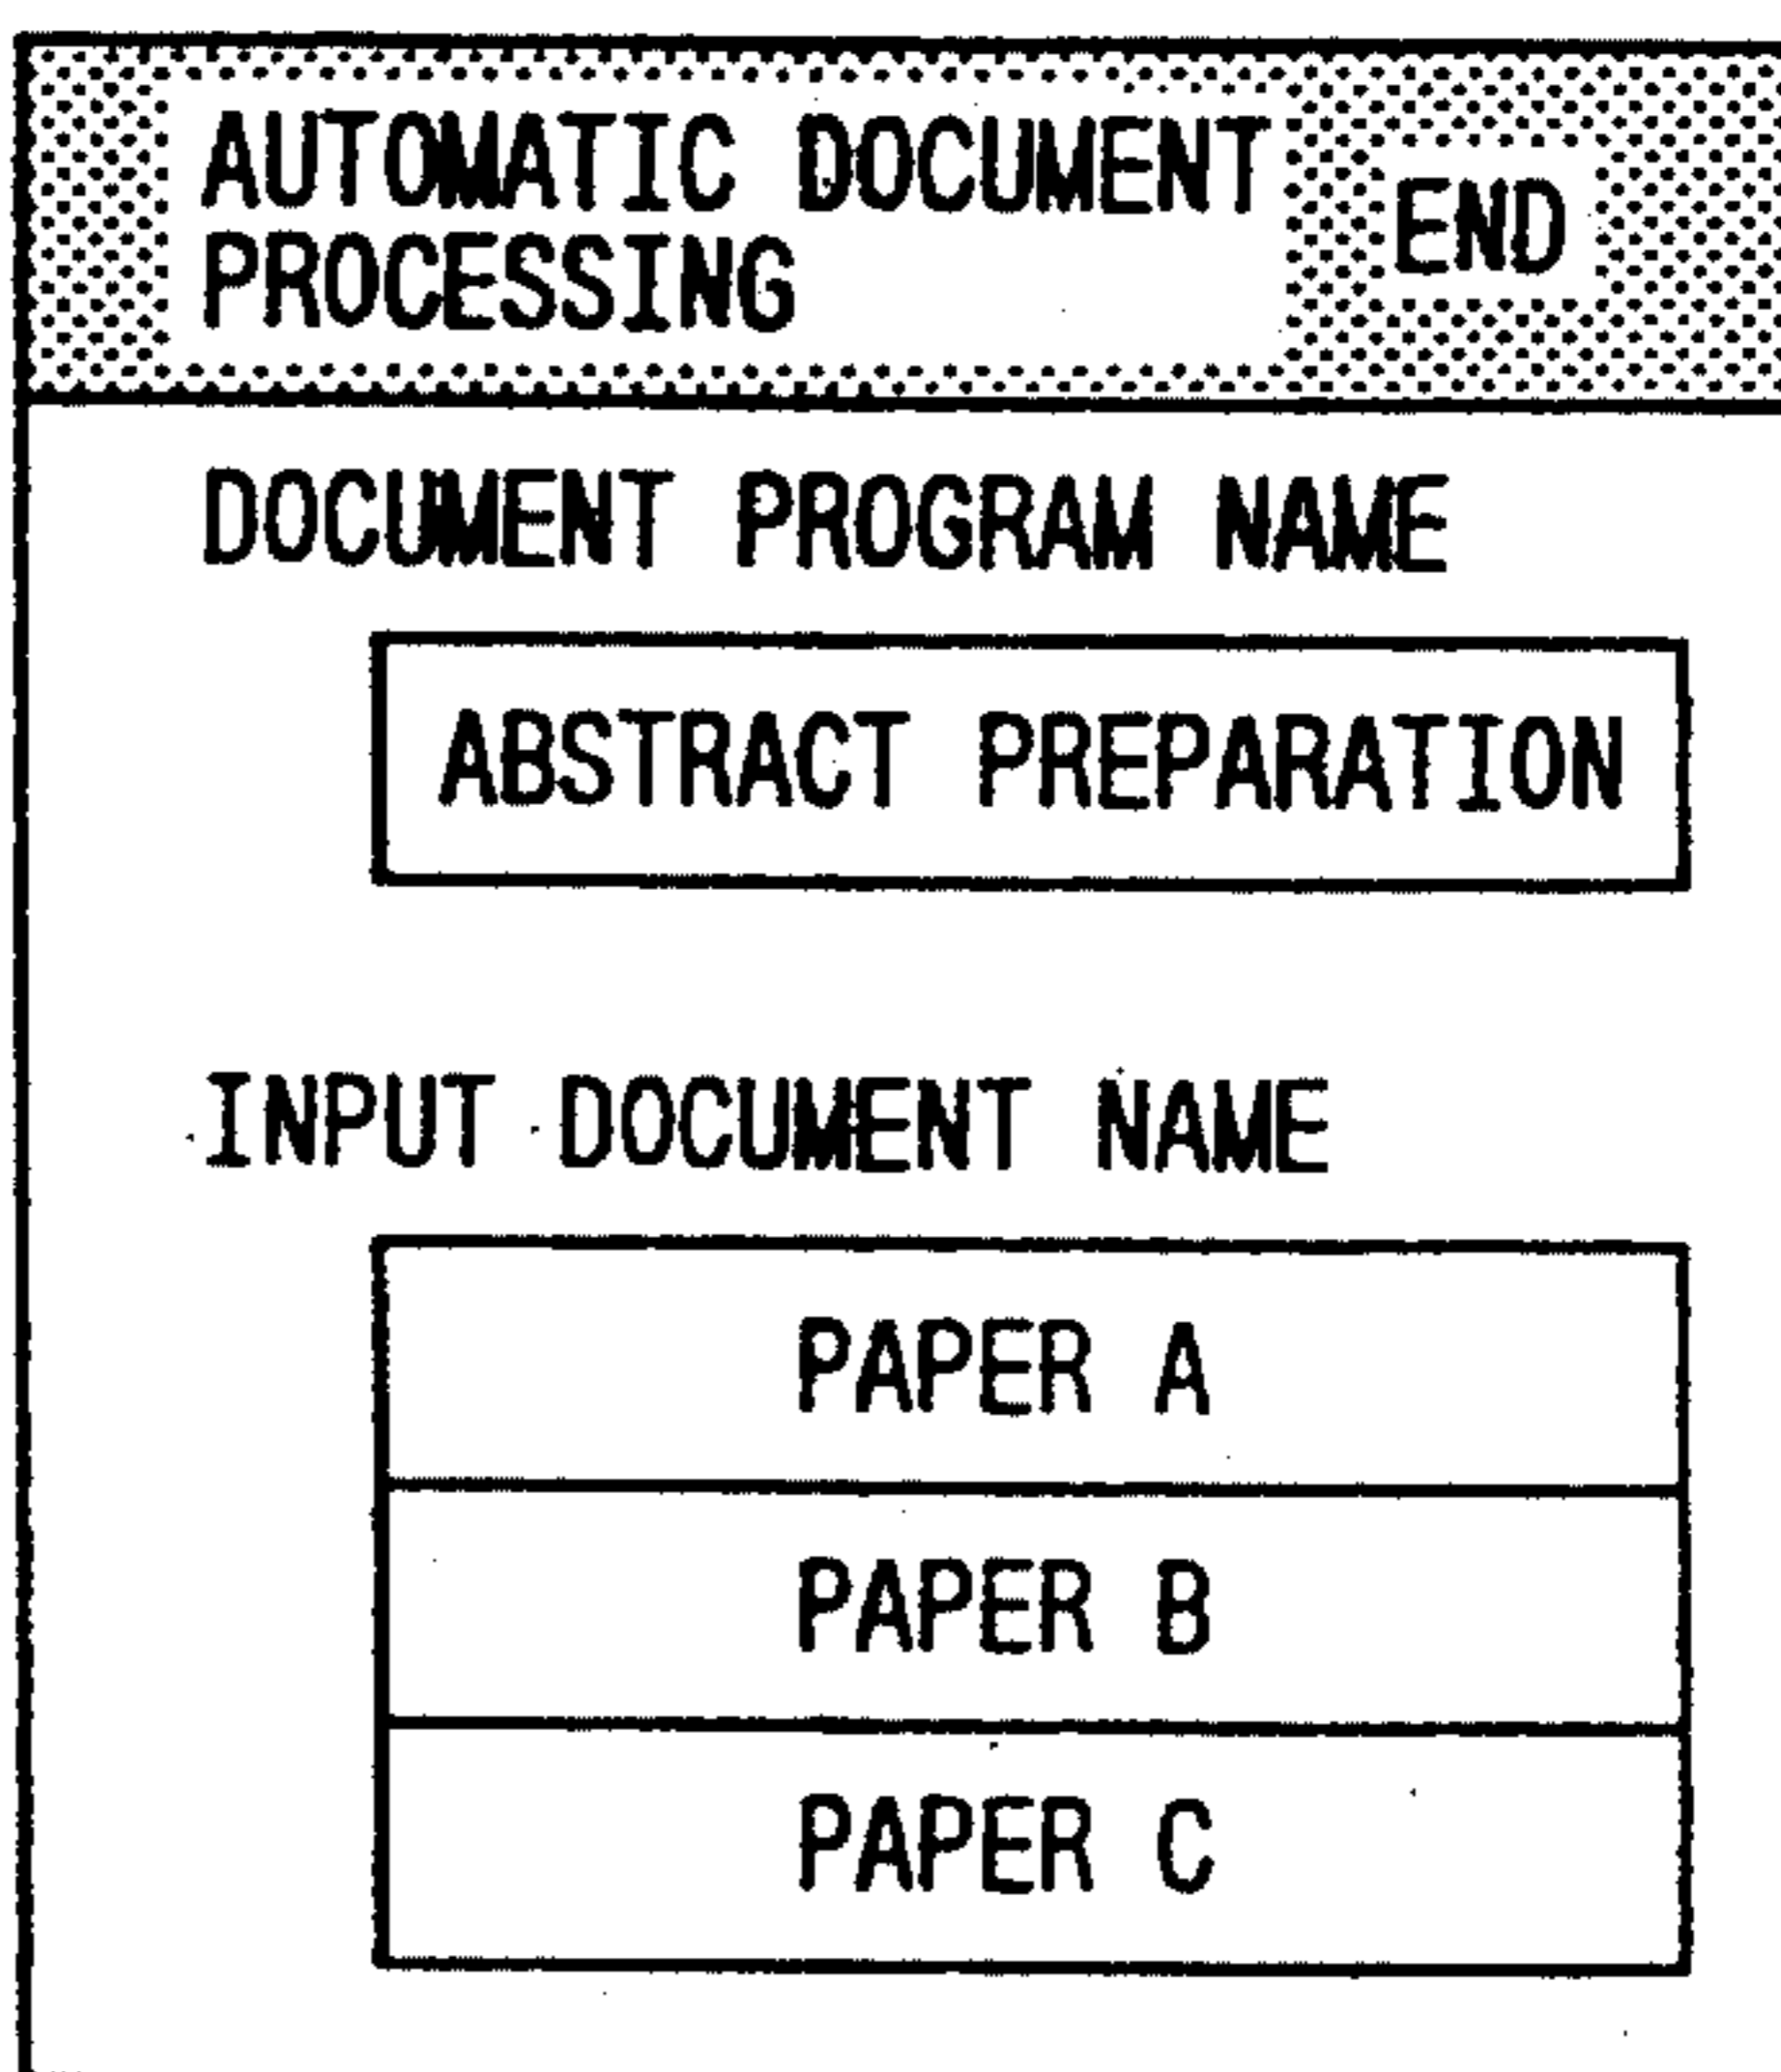 AUTOMATIC DOCUMENT
PROCESSING
END
DOCUMENT PROGRAM NAME
ABSTRACT PREPARATION
INPUT DOCUMENT NAME
PAPER A
PAPER B
PAPER C